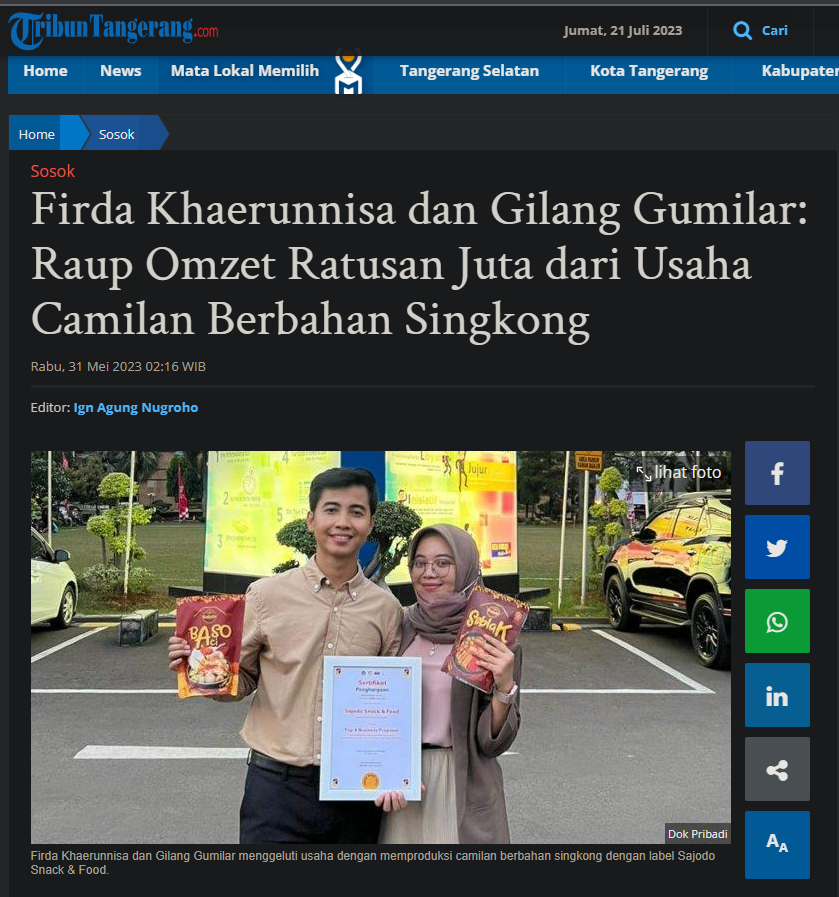 TribunTangerang.com
Jumat, 21 Juli 2023
Cari
Home
News
Mata Lokal Memilih
Tangerang Selatan
Kota Tangerang
Kabupaten
Home
Sosok
Sosok
Firda Khaerunnisa dan Gilang Gumilar:
Raup Omzet Ratusan Juta dari Usaha
Camilan Berbahan Singkong
Rabu, 31 Mei 2023 02:16 WIB
Editor: Ign Agung Nugroho
lihat foto
Jujur
Inisiatif
BASO
Aci
Seblak
Sertifikat
Penghargaan
Sajodo Snack & Food
Top 6 Business Proposal
Dok Pribadi
Firda Khaerunnisa dan Gilang Gumilar menggeluti usaha dengan memproduksi camilan berbahan singkong dengan label Sajodo
Snack & Food.
f
in
AA